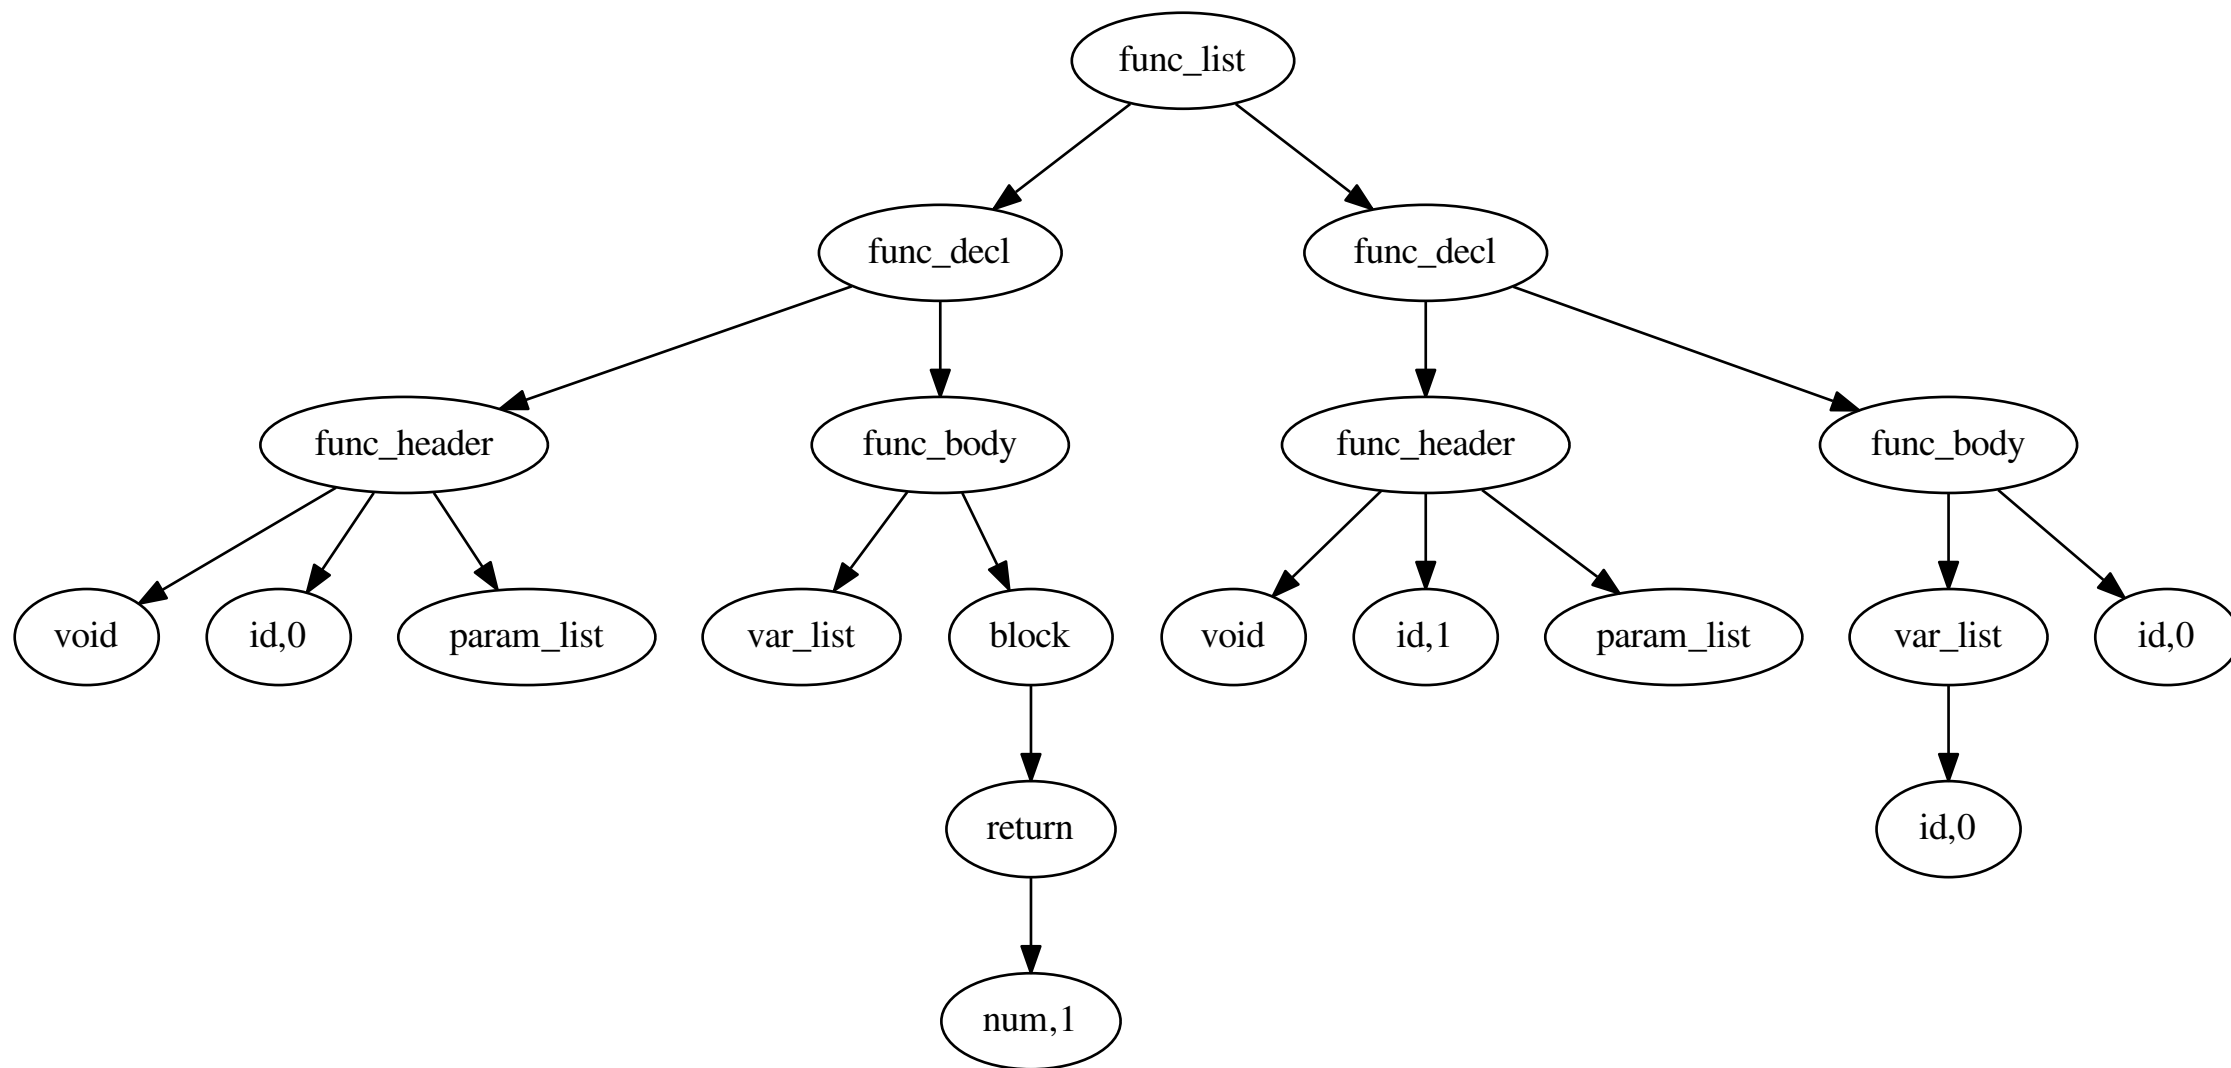 func_list
func_decl
func_decl
func_header
func_body
func_header
func_body
void
id,0
param_list
var_list
block
void
id,1
param_list
var_list
id,0
return
id,0
num,1